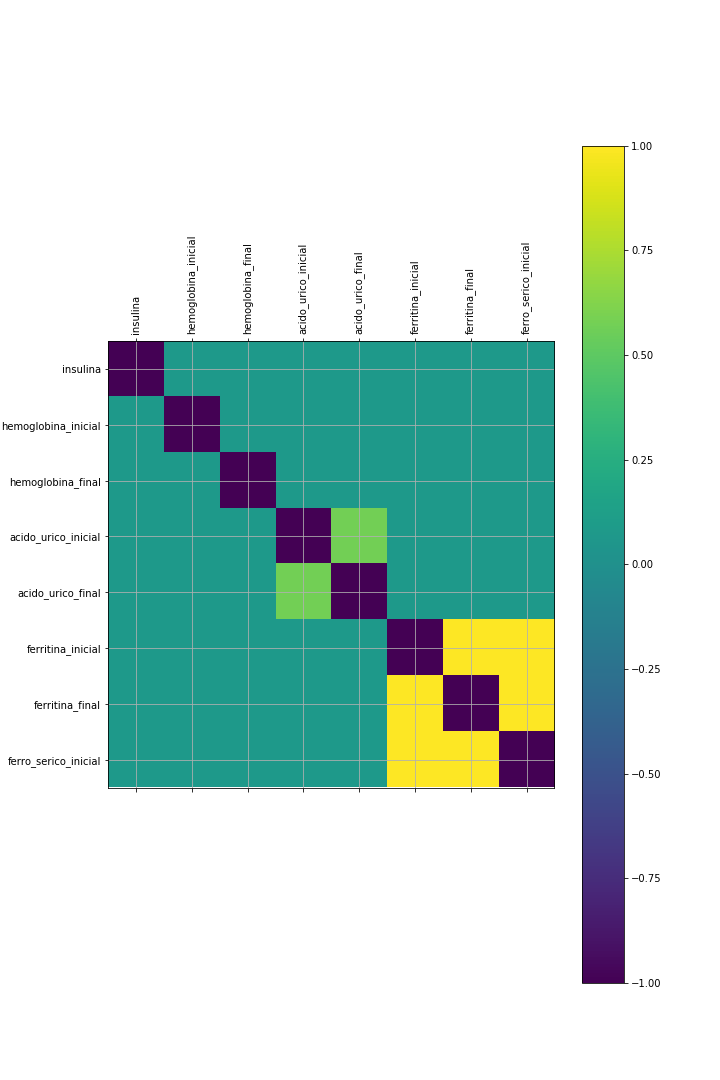 insulina
hemoglobina_inicial
hemoglobina_final
acido_urico_inicial
acido_urico_final
ferritina_inicial
ferritina_final
ferro_serico_inicial
insulina
hemoglobina_inicial
hemoglobina_final
acido_urico_inicial
acido_urico_final
ferritina_inicial
ferritina_final
ferro_serico_inicial
1.00
0.75
0.50
0.25
0.00
−0.25
−0.50
−0.75
−1.00